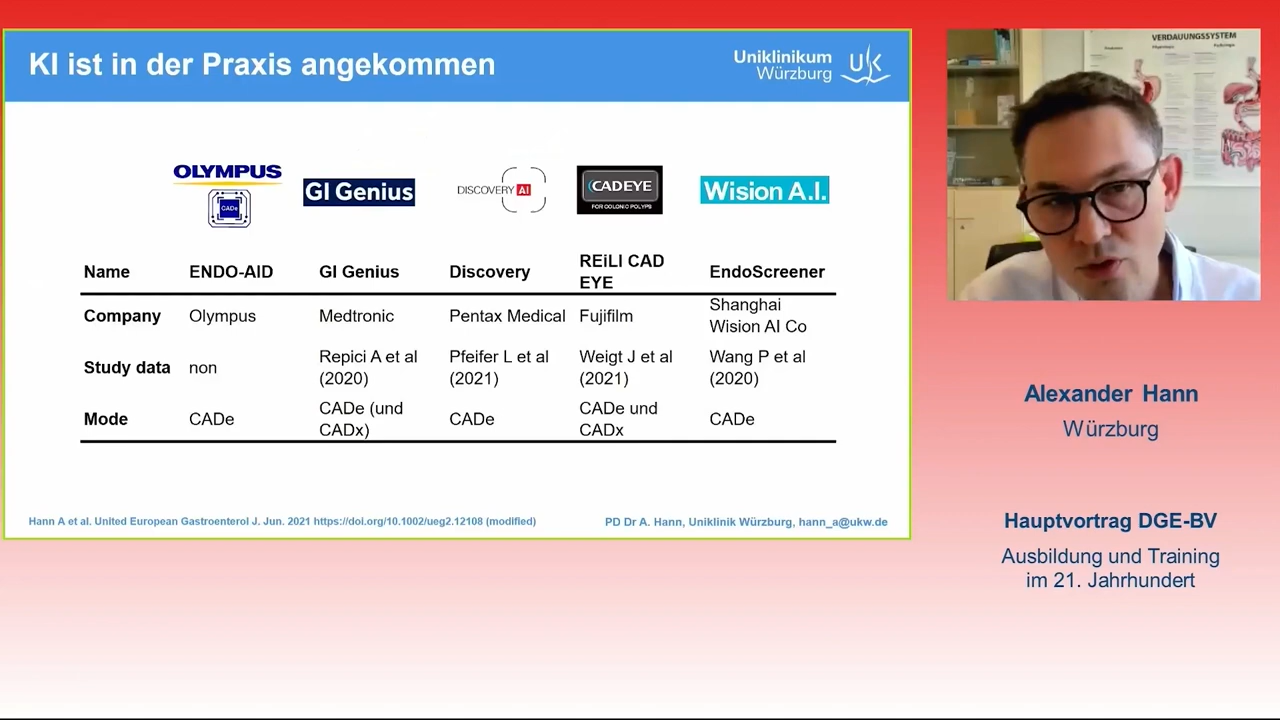 KI ist in der Praxis angekommen
Uniklinikum
Würzburg
UK
OLYMPUS
CADe
GI Genius
DISCOVERY AI
CADEYE
FOR COLONIC POLYPS
Wision A.I.
Name ENDO-AID GI Genius Discovery REiLI CAD EYE EndoScreener
Company Olympus Medtronic Pentax Medical Fujifilm Shanghai Wision AI Co
Study data non Repici A et al (2020) Pfeifer L et al (2021) Weigt J et al (2021) Wang P et al (2020)
Mode CADe CADe (und CADx) CADe CADe und CADx CADe
Hann A et al. United European Gastroenterol J. Jun. 2021 https://doi.org/10.1002/ueg2.12108 (modified)
PD Dr A. Hann, Uniklinik Würzburg, hann_a@ukw.de
VERDAUUNGSSYSTEM
Alexander Hann
Würzburg
Hauptvortrag DGE-BV
Ausbildung und Training
im 21. Jahrhundert